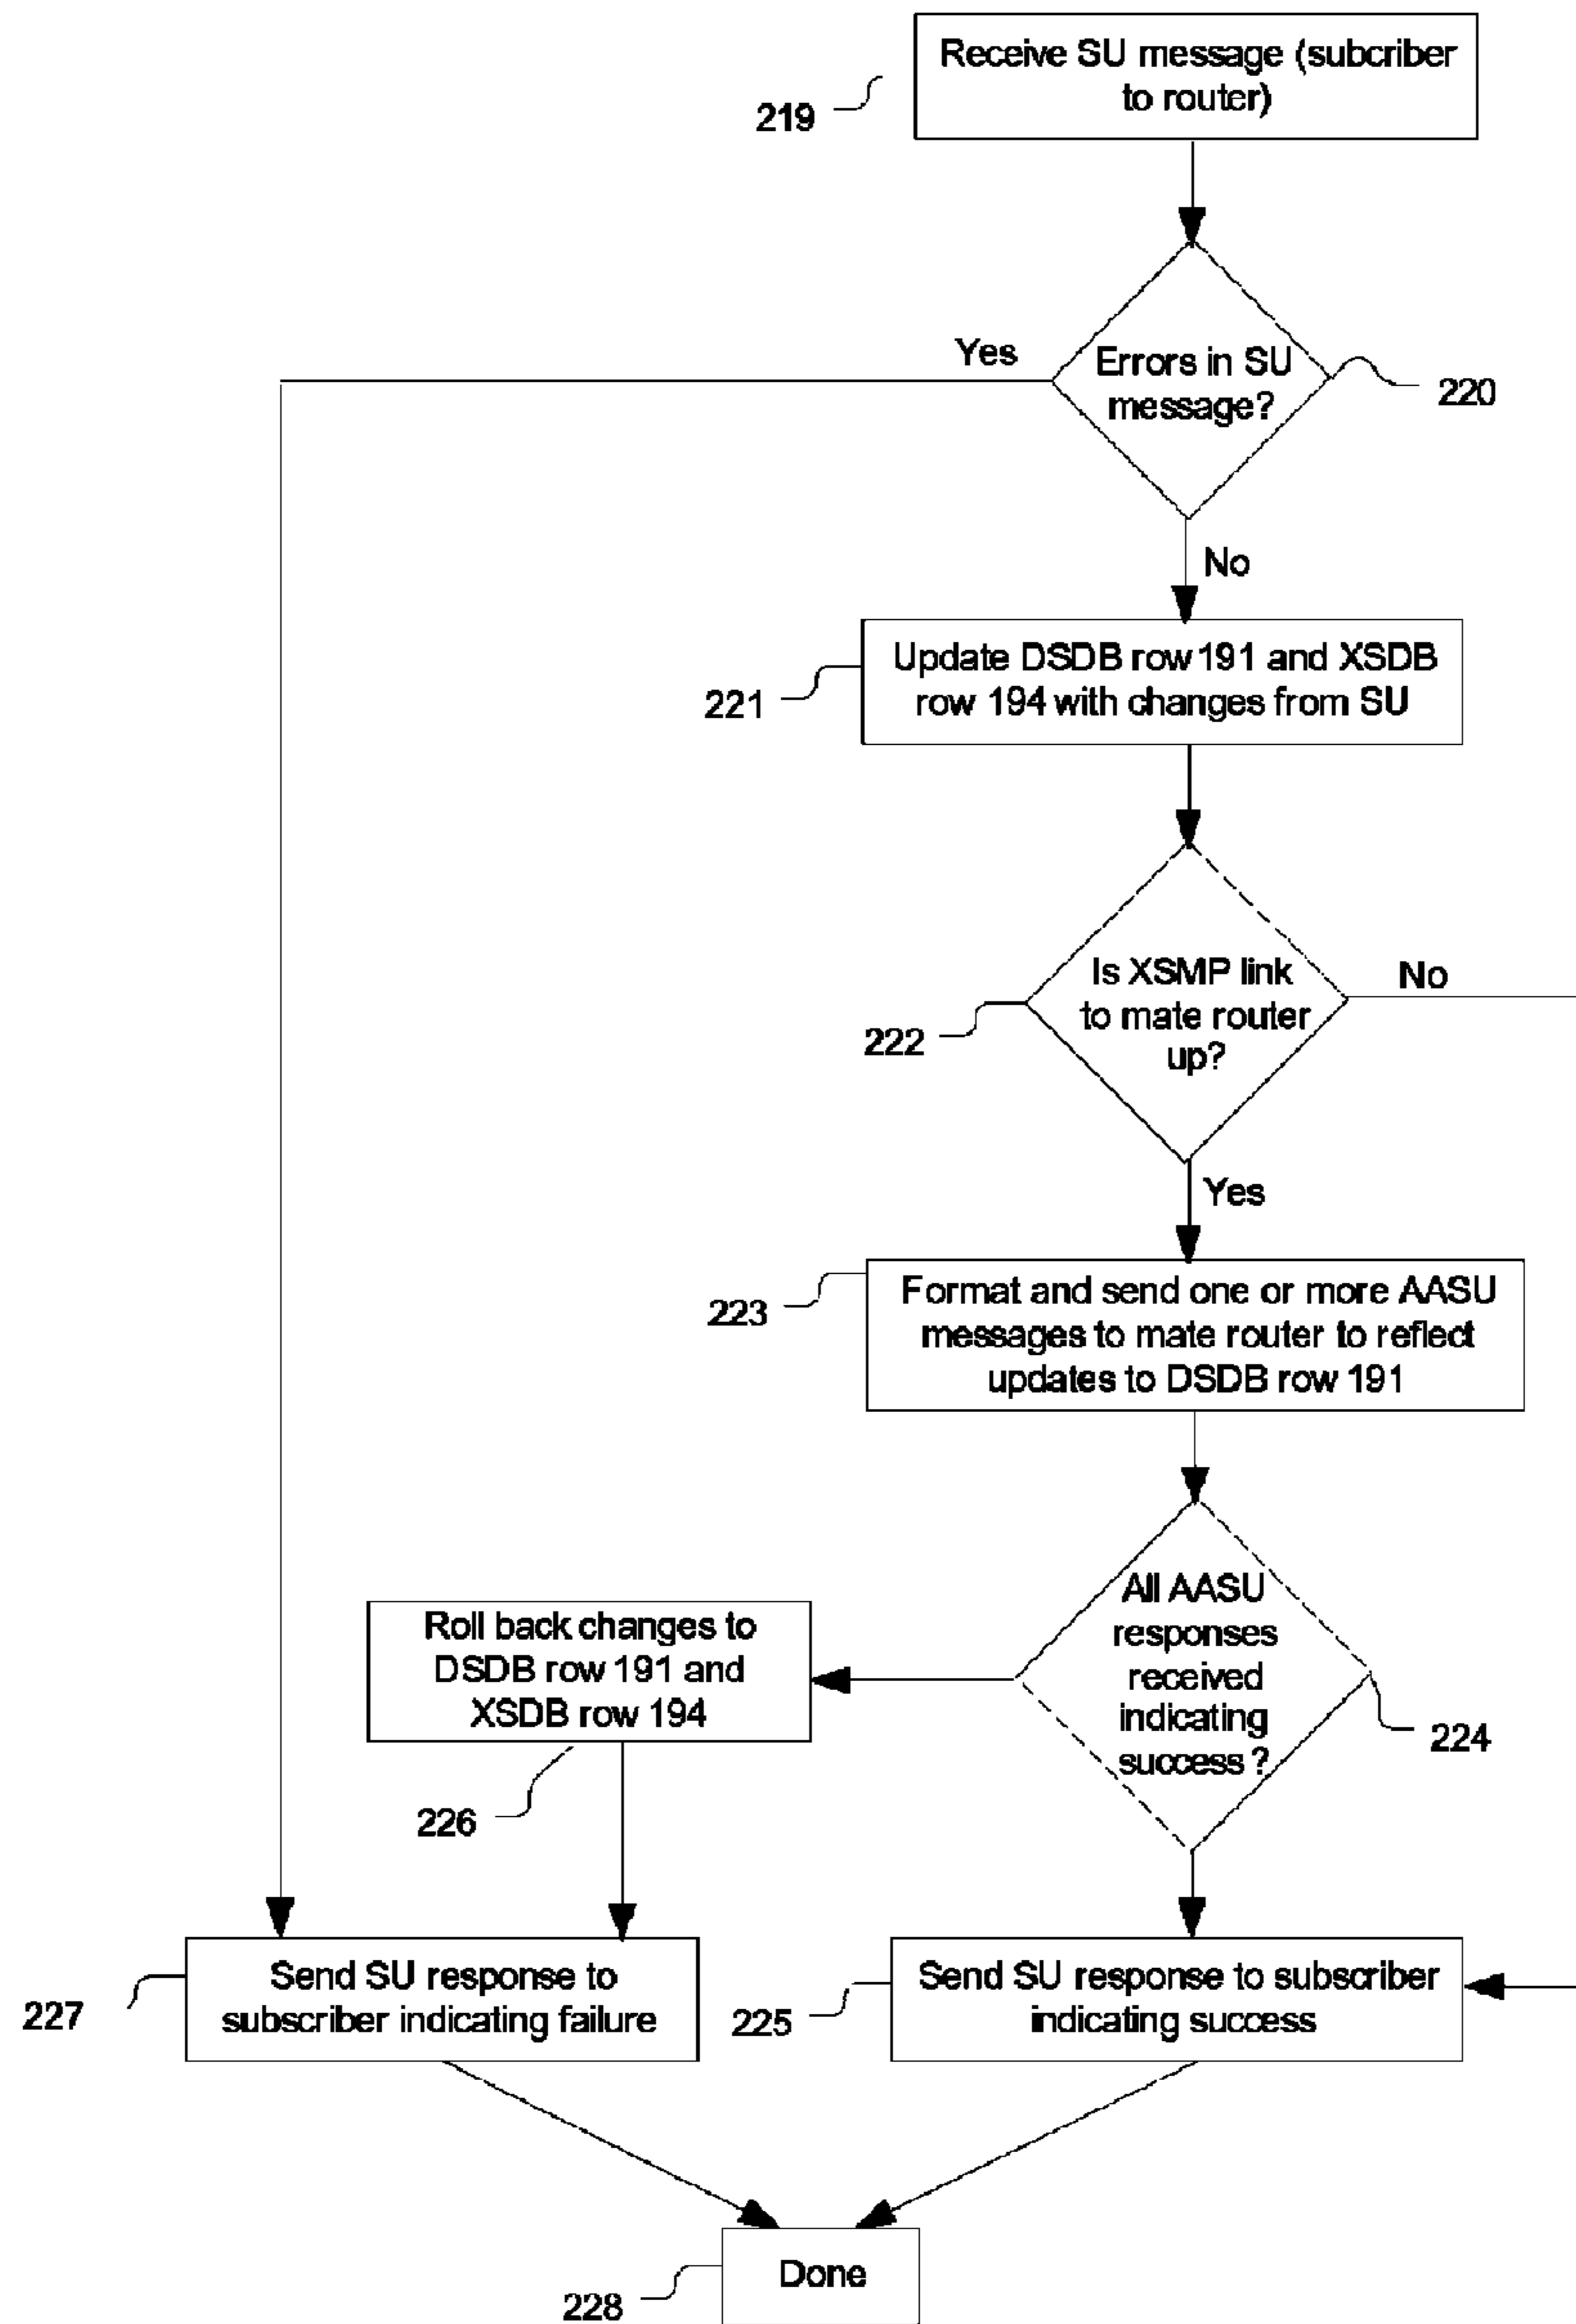 Receive SU message (subcriber
to router)
219
Yes
Errors in SU
message?
220
No
Update DSDB row 191 and XSDB
row 194 with changes from SU
221
Is XSMP link
to mate router
up?
No
222
Yes
Format and send one or more AASU
messages to mate router to reflect
updates to DSDB row 191
223
All AASU
responses
received
indicating
success ?
224
Roll back changes to
DSDB row 191 and
XSDB row 194
226
Send SU response to
subscriber indicating failure
227
Send SU response to subscriber
indicating success
225
Done
228